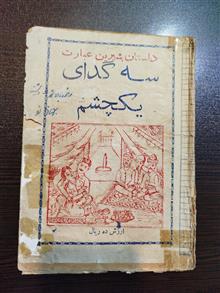 داستان شیرین عبارت
سه گدای
یکچشم
ارزش ده ریال